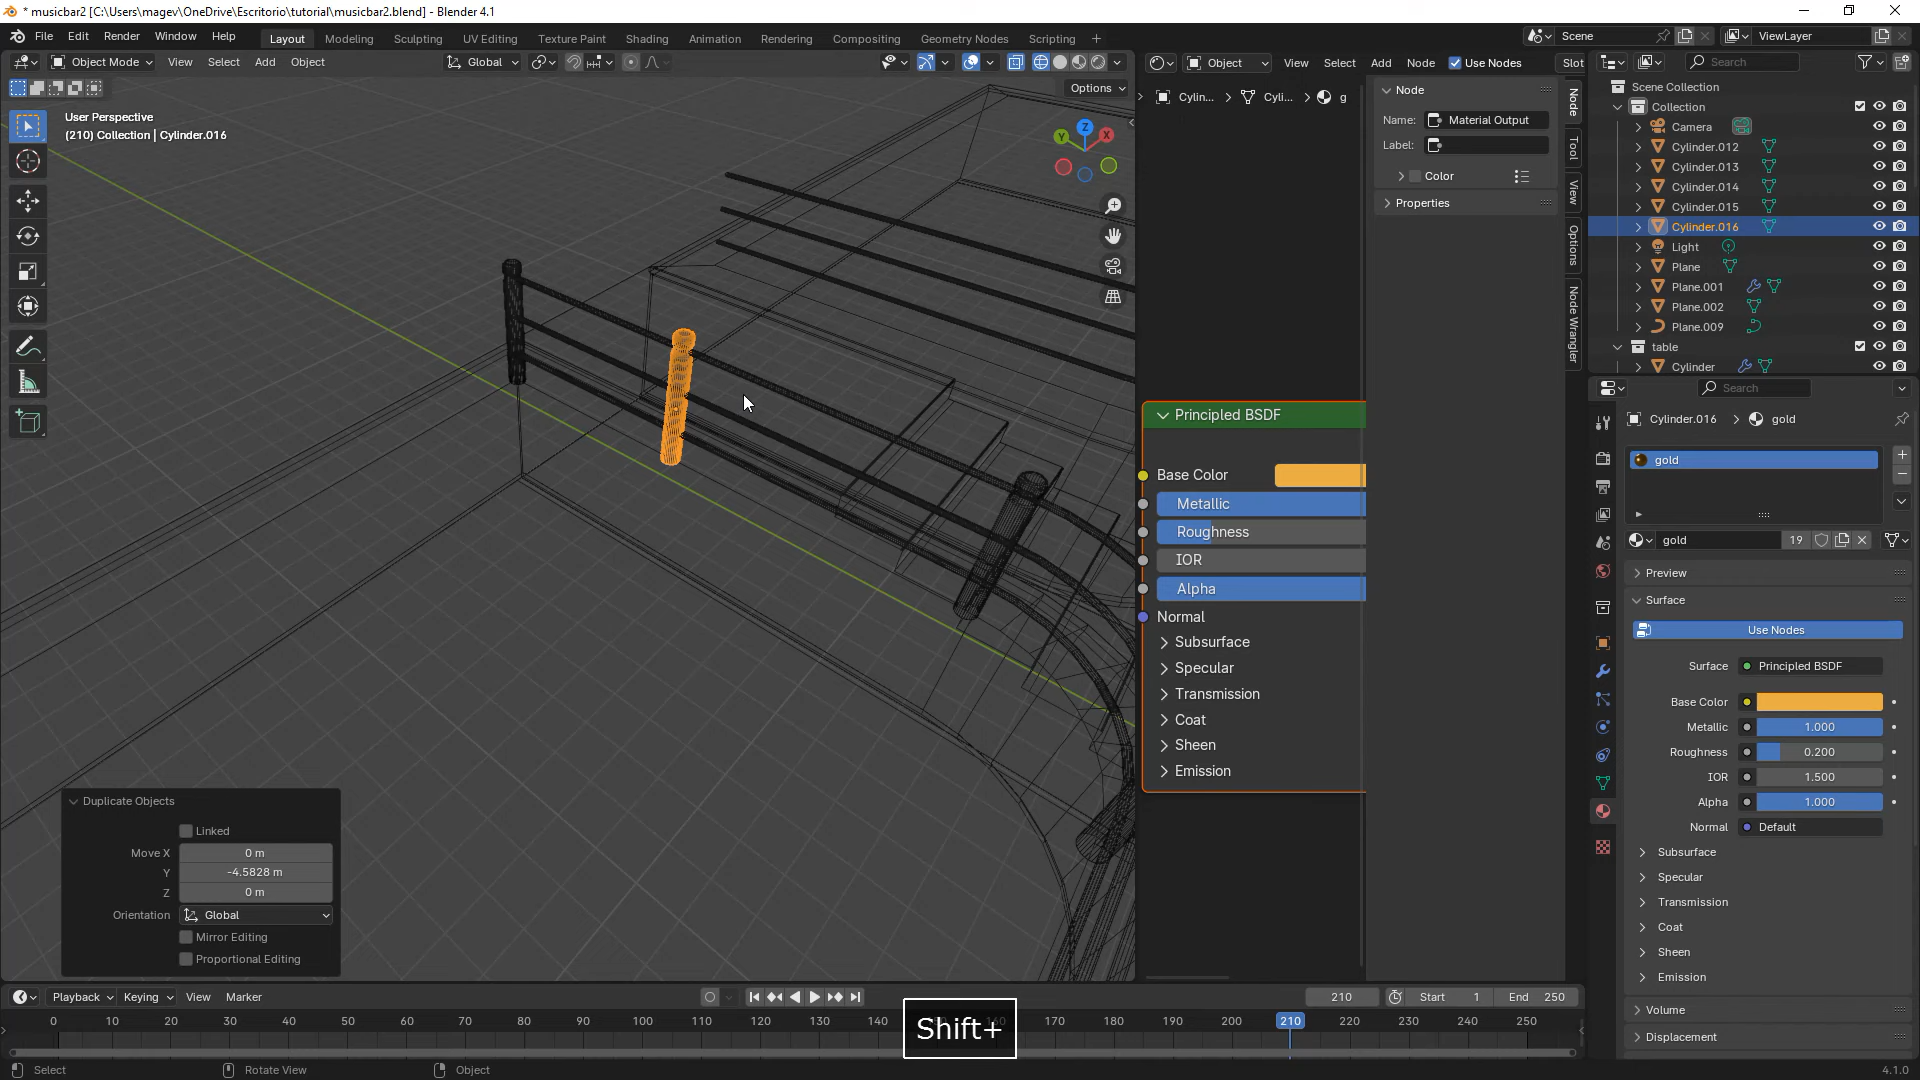 * musicbar2 [C:\Users\magev\OneDrive\Escritorio\tutorial\musicbar2.blend] - Blender 4.1
File Edit Render Window Help Layout Modeling Sculpting UV Editing Texture Paint Shading Animation Rendering Compositing Geometry Nodes Scripting + Scene ViewLayer
Object Mode View Select Add Object Global Object View Select Add Node Use Nodes Slot Search
Options
User Perspective
(210) Collection | Cylinder.016
Z
Y
X
Cylin... > Cyli... > g
Node
Name: Material Output
Label:
Color
Properties
Node
Tool
View
Options
Node Wrangler
Principled BSDF
Base Color
Metallic
Roughness
IOR
Alpha
Normal
Subsurface
Specular
Transmission
Coat
Sheen
Emission
Scene Collection
Collection
Camera
Cylinder.012
Cylinder.013
Cylinder.014
Cylinder.015
Cylinder.016
Light
Plane
Plane.001
Plane.002
Plane.009
table
Cylinder
Search
Cylinder.016 > gold
gold
gold 19
Preview
Surface
Use Nodes
Surface Principled BSDF
Base Color
Metallic 1.000
Roughness 0.200
IOR 1.500
Alpha 1.000
Normal Default
Subsurface
Specular
Transmission
Coat
Sheen
Emission
Volume
Displacement
Duplicate Objects
Linked
Move X 0 m
Y -4.5828 m
Z 0 m
Orientation Global
Mirror Editing
Proportional Editing
Playback Keying View Marker 210 Start 1 End 250
0 10 20 30 40 50 60 70 80 90 100 110 120 130 140 160 170 180 190 200 210 220 230 240 250
Shift+
Select Rotate View Object 4.1.0